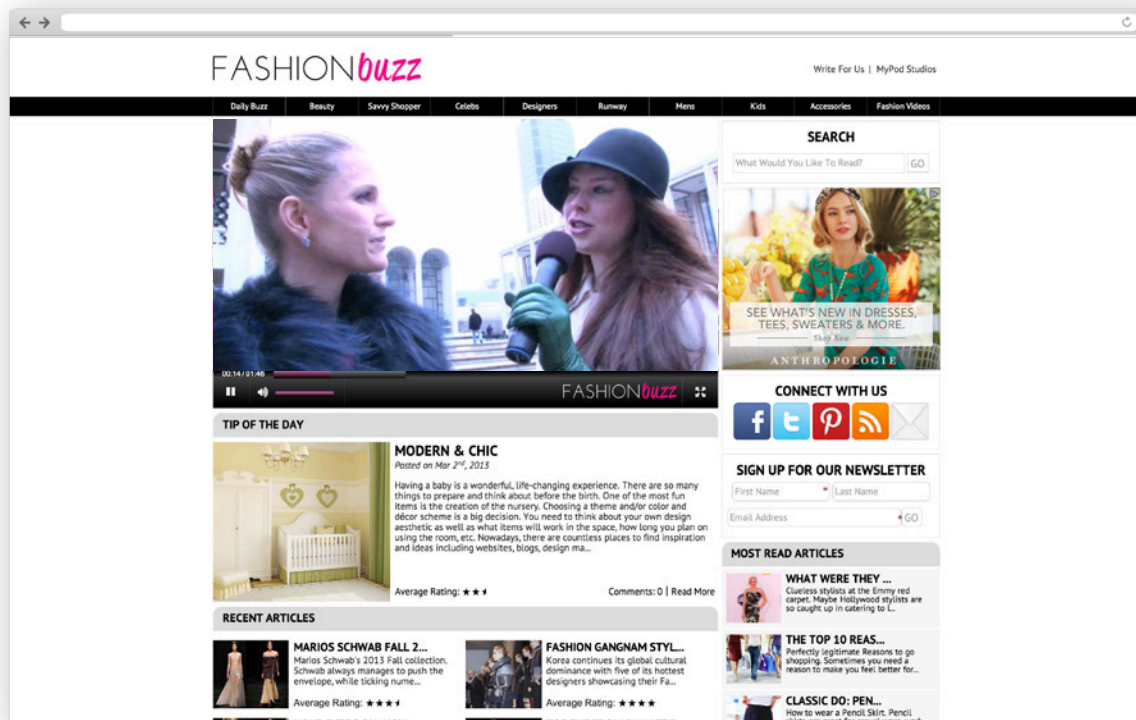 FASHIONbuzz
Write For Us | MyPod Studios
Daily Buzz Beauty Savvy Shopper Celebs Designers Runway Mens Kids Accessories Fashion Videos
00:14 / 01:46
FASHIONbuzz
TIP OF THE DAY
MODERN & CHIC
Posted on Mar 2nd, 2013
Having a baby is a wonderful, life-changing experience. There are so many
things to prepare and think about before the birth. One of the most fun
items is the creation of the nursery. Choosing a theme and/or color and
décor scheme is a big decision. You need to think about your own design
aesthetic as well as what items will work in the space, how long you plan on
using the room, etc. Nowadays, there are countless places to find inspiration
and ideas including websites, blogs, design ma...
Average Rating: ★★
Comments: 0 | Read More
RECENT ARTICLES
MARIOS SCHWAB FALL 2...
Marios Schwab's 2013 Fall collection.
Schwab always manages to push the
envelope, while ticking nume...
Average Rating: ★★★
FASHION GANGNAM STYL...
Korea continues its global cultural
dominance with five of its hottest
designers showcasing their Fa...
Average Rating: ★★★★
SEARCH
What Would You Like To Read? GO
SEE WHAT'S NEW IN DRESSES,
TEES, SWEATERS & MORE.
Shop Now
ANTHROPOLOGIE
CONNECT WITH US
SIGN UP FOR OUR NEWSLETTER
First Name * Last Name
Email Address * GO
MOST READ ARTICLES
WHAT WERE THEY ...
Clueless stylists at the Emmy red
carpet. Maybe Hollywood stylists are
so caught up in catering to l...
THE TOP 10 REAS...
Perfectly legitimate Reasons to go
shopping. Sometimes you need a
reason to make you feel better for...
CLASSIC DO: PEN...
How to wear a Pencil Skirt. Pencil